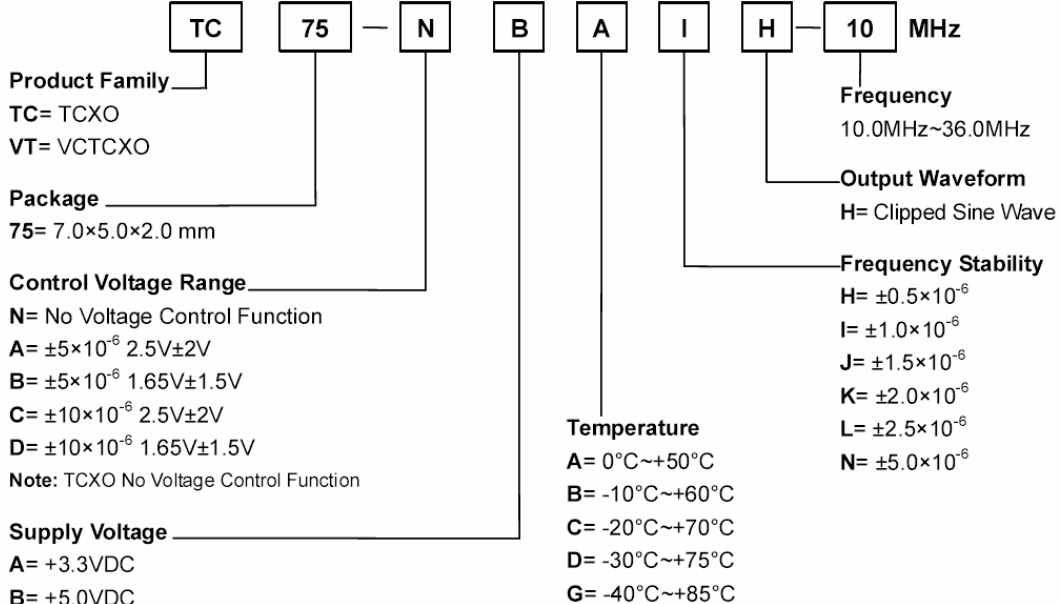 TC 75 — N B A I H — 10 MHz
Product Family
TC= TCXO
VT= VCTCXO
Package
75= 7.0×5.0×2.0 mm
Control Voltage Range
N= No Voltage Control Function
A= ±5×10⁻⁶ 2.5V±2V
B= ±5×10⁻⁶ 1.65V±1.5V
C= ±10×10⁻⁶ 2.5V±2V
D= ±10×10⁻⁶ 1.65V±1.5V
Note: TCXO No Voltage Control Function
Supply Voltage
A= +3.3VDC
B= +5.0VDC
Temperature
A= 0°C~+50°C
B= -10°C~+60°C
C= -20°C~+70°C
D= -30°C~+75°C
G= -40°C~+85°C
Frequency
10.0MHz~36.0MHz
Output Waveform
H= Clipped Sine Wave
Frequency Stability
H= ±0.5×10⁻⁶
I= ±1.0×10⁻⁶
J= ±1.5×10⁻⁶
K= ±2.0×10⁻⁶
L= ±2.5×10⁻⁶
N= ±5.0×10⁻⁶